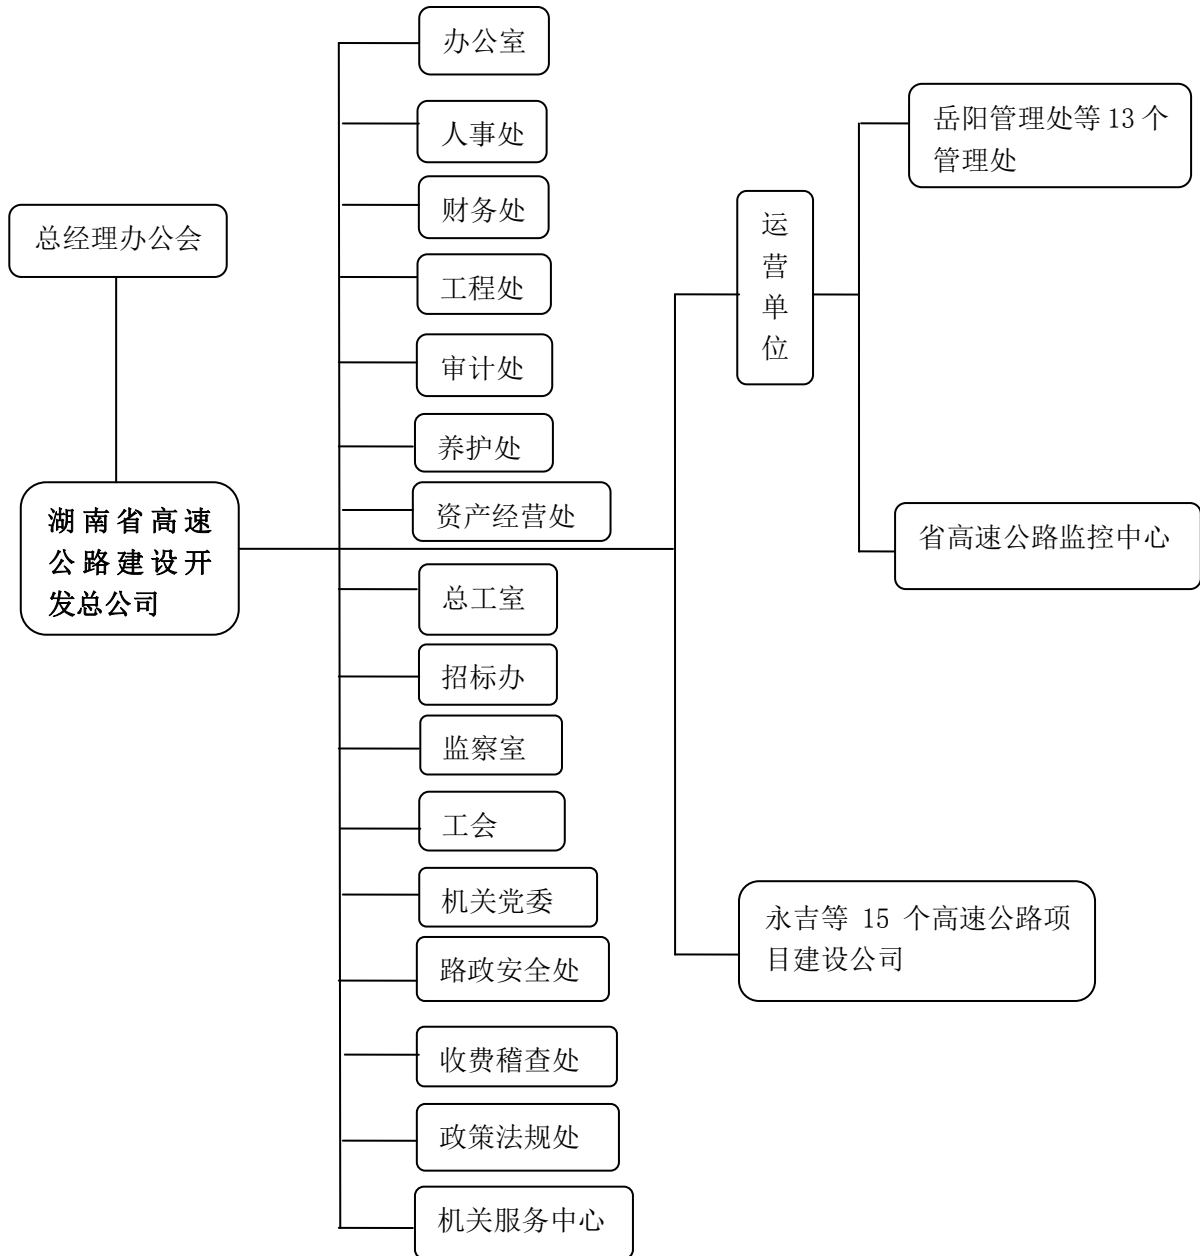 总经理办公会
湖南省高速
公路建设开
发总公司
办公室
人事处
财务处
工程处
审计处
养护处
资产经营处
总工室
招标办
监察室
工会
机关党委
路政安全处
收费稽查处
政策法规处
机关服务中心
运
营
单
位
岳阳管理处等 13 个
管理处
省高速公路监控中心
永吉等 15 个高速公路项
目建设公司